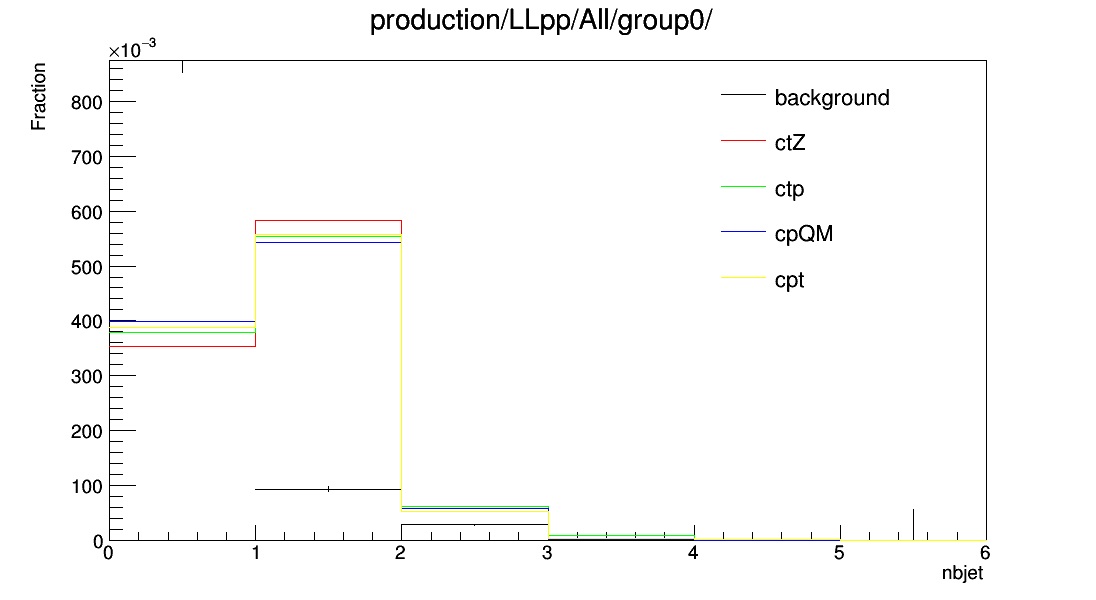 production/LLpp/All/group0/
×10⁻³
Fraction
800
700
600
500
400
300
200
100
0
background
ctZ
ctp
cpQM
cpt
0 1 2 3 4 5 6
nbjet